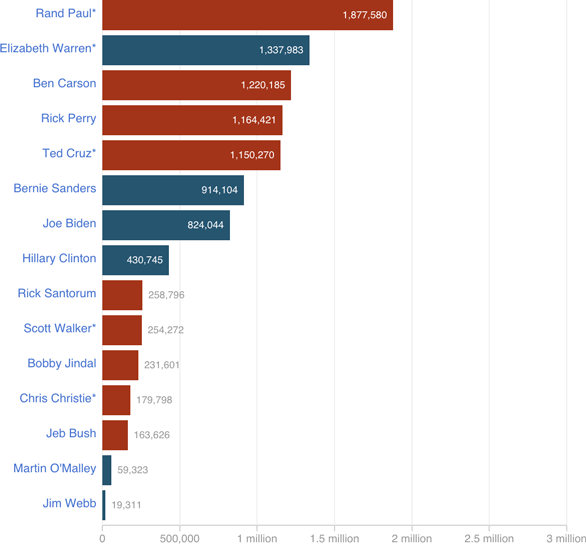 Rand Paul* 1,877,580
Elizabeth Warren* 1,337,983
Ben Carson 1,220,185
Rick Perry 1,164,421
Ted Cruz* 1,150,270
Bernie Sanders 914,104
Joe Biden 824,044
Hillary Clinton 430,745
Rick Santorum 258,796
Scott Walker* 254,272
Bobby Jindal 231,601
Chris Christie* 179,798
Jeb Bush 163,626
Martin O'Malley 59,323
Jim Webb 19,311
0 500,000 1 million 1.5 million 2 million 2.5 million 3 million